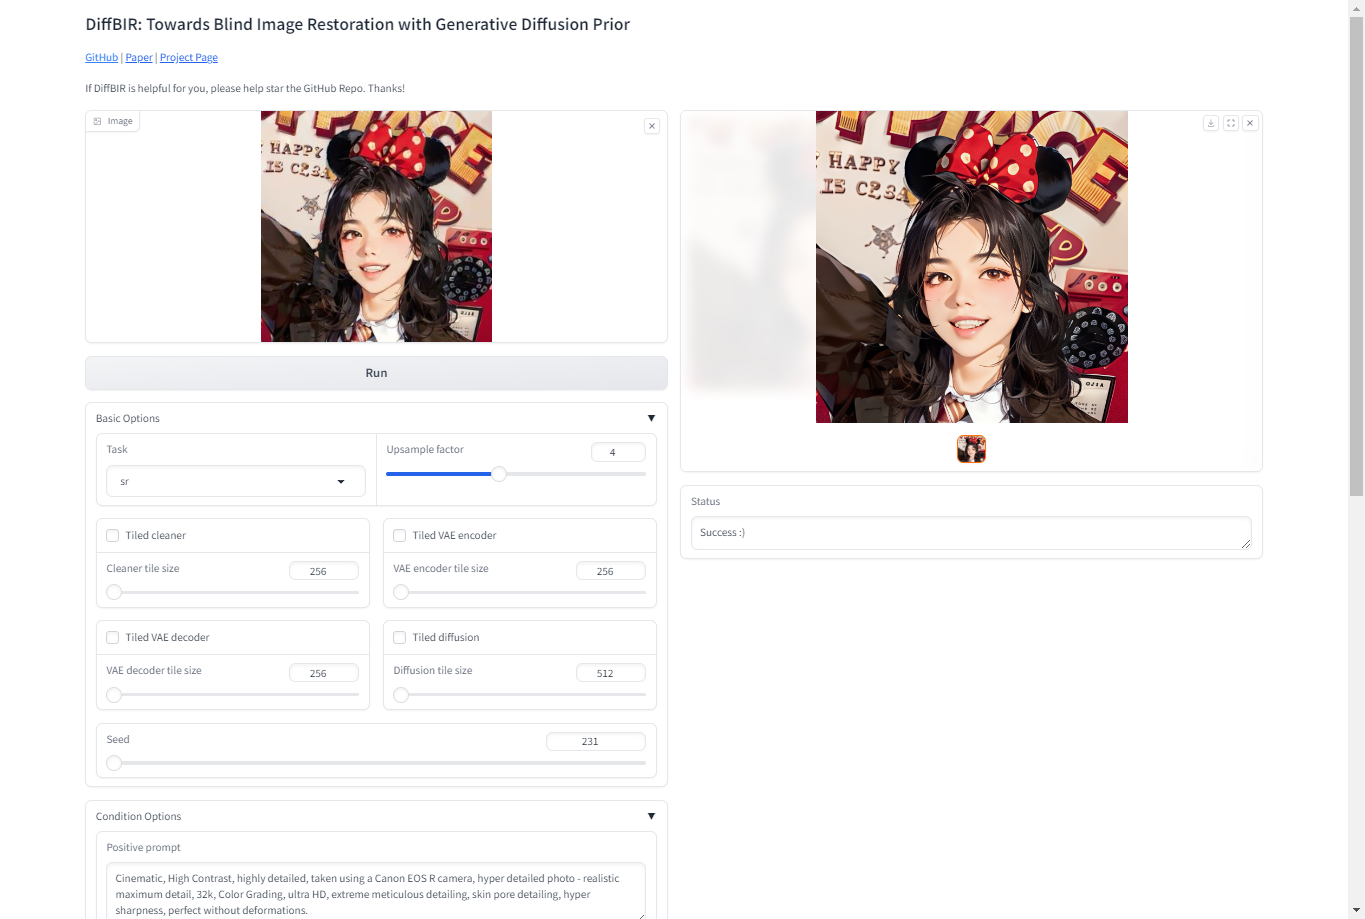 DiffBIR: Towards Blind Image Restoration with Generative Diffusion Prior
GitHub | Paper | Project Page
If DiffBIR is helpful for you, please help star the GitHub Repo. Thanks!
Image
HAPPY
HAPPY
Run
Basic Options
Task
Upsample factor
4
sr
Tiled cleaner
Tiled VAE encoder
Cleaner tile size
256
VAE encoder tile size
256
Tiled VAE decoder
Tiled diffusion
VAE decoder tile size
256
Diffusion tile size
512
Seed
231
Condition Options
Positive prompt
Cinematic, High Contrast, highly detailed, taken using a Canon EOS R camera, hyper detailed photo - realistic
maximum detail, 32k, Color Grading, ultra HD, extreme meticulous detailing, skin pore detailing, hyper
sharpness, perfect without deformations.
Status
Success :)